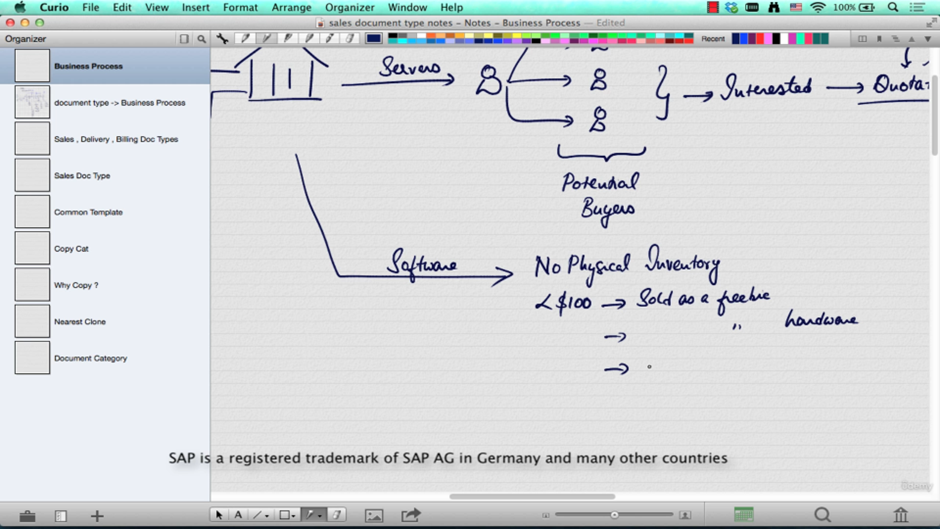 Curio File Edit View Insert Format Arrange Organizer Window Help 100%
sales document type notes - Notes - Business Process — Edited
Organizer
Recent
Business Process
document type -> Business Process
Sales , Delivery , Billing Doc Types
Sales Doc Type
Common Template
Copy Cat
Why Copy ?
Nearest Clone
Document Category
Servers
Interested
Quota
Potential
Buyers
Software
No Physical Inventory
< $100 → Sold as a freebie
" hardware
→
→
SAP is a registered trademark of SAP AG in Germany and many other countries
A
Udemy